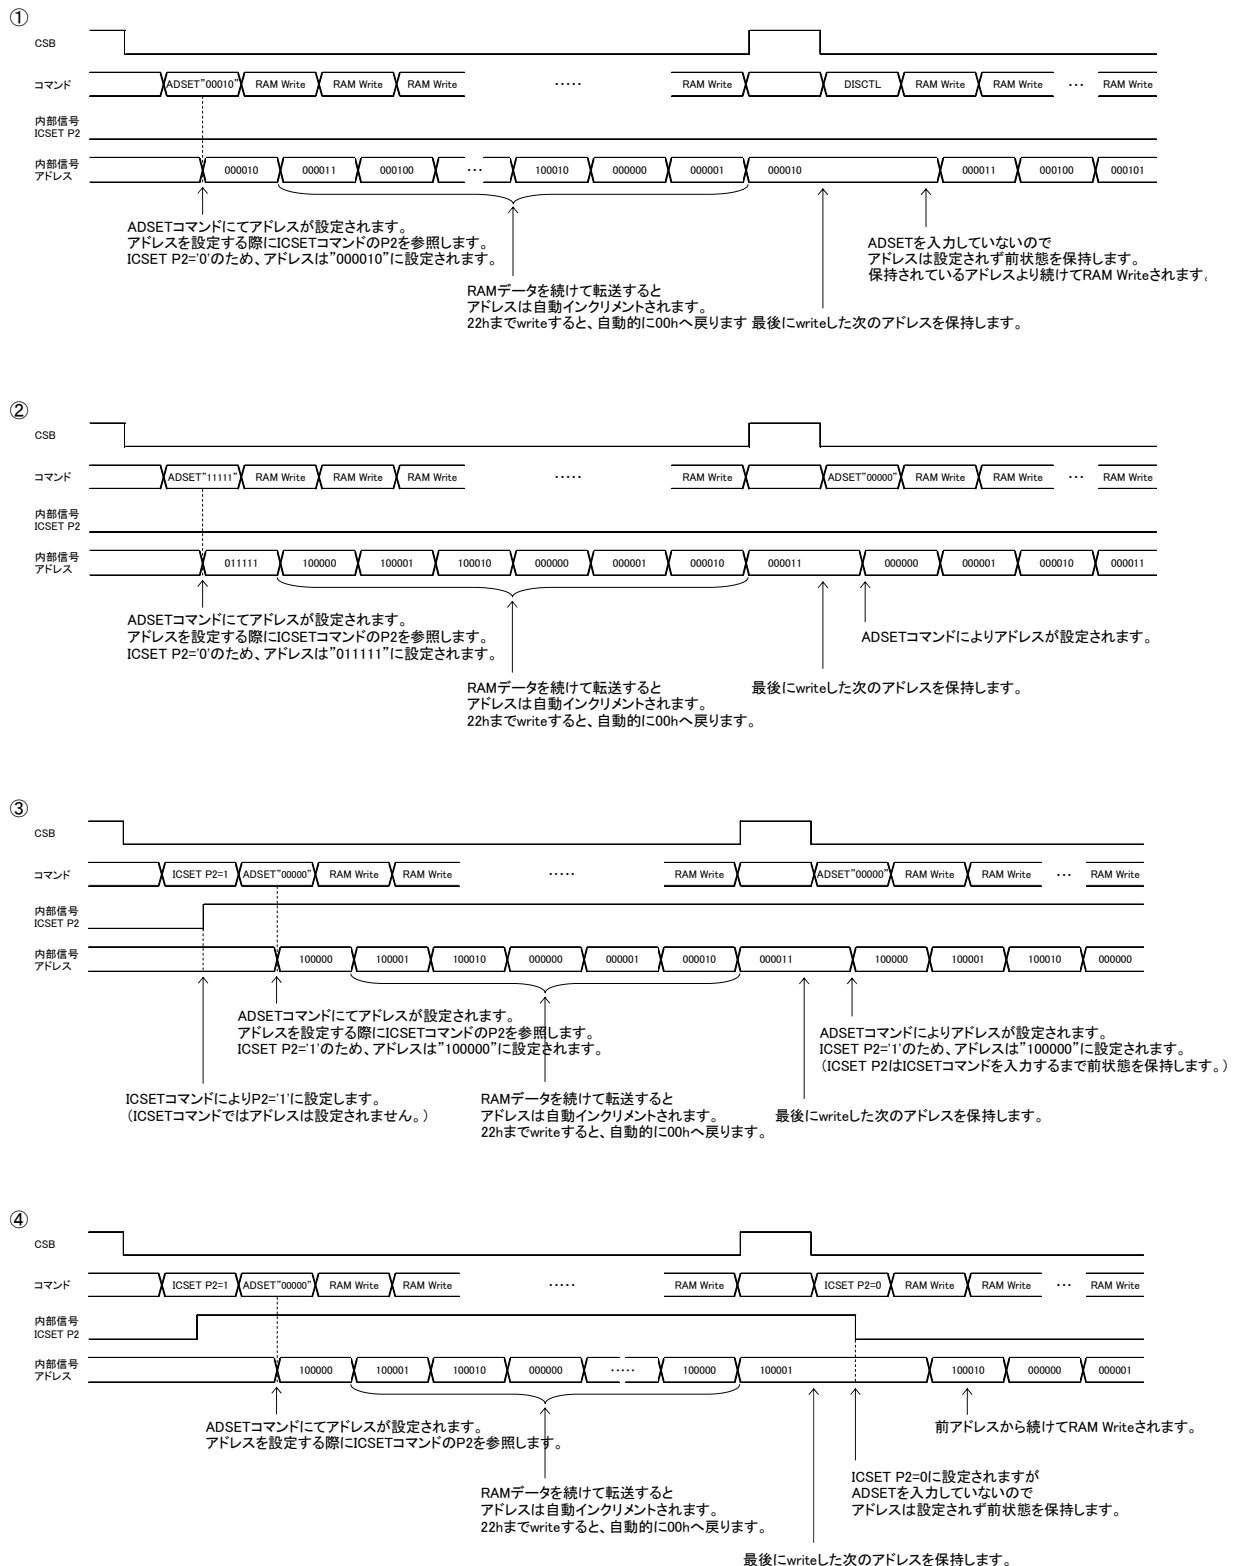 ①
CSB
コマンド ADSET"00010" RAM Write RAM Write RAM Write ····· RAM Write DISCTL RAM Write RAM Write ··· RAM Write
内部信号
ICSET P2
内部信号
アドレス 000010 000011 000100 ··· 100010 000000 000001 000010 000011 000100 000101
ADSETコマンドにてアドレスが設定されます。
アドレスを設定する際にICSETコマンドのP2を参照します。
ICSET P2='0'のため、アドレスは"000010"に設定されます。
ADSETを入力していないので
アドレスは設定されず前状態を保持します。
保持されているアドレスより続けてRAM Writeされます。
RAMデータを続けて転送すると
アドレスは自動インクリメントされます。
22hまでwriteすると、自動的に00hへ戻ります 最後にwriteした次のアドレスを保持します。
②
CSB
コマンド ADSET"11111" RAM Write RAM Write RAM Write ····· RAM Write ADSET"00000" RAM Write RAM Write ··· RAM Write
内部信号
ICSET P2
内部信号
アドレス 011111 100000 100001 100010 000000 000001 000010 000011 000000 000001 000010 000011
ADSETコマンドにてアドレスが設定されます。
アドレスを設定する際にICSETコマンドのP2を参照します。
ICSET P2='0'のため、アドレスは"011111"に設定されます。
ADSETコマンドによりアドレスが設定されます。
RAMデータを続けて転送すると
アドレスは自動インクリメントされます。
22hまでwriteすると、自動的に00hへ戻ります。
最後にwriteした次のアドレスを保持します。
③
CSB
コマンド ICSET P2=1 ADSET"00000" RAM Write RAM Write ····· RAM Write ADSET"00000" RAM Write RAM Write ··· RAM Write
内部信号
ICSET P2
内部信号
アドレス 100000 100001 100010 000000 000001 000010 000011 100000 100001 100010 000000
ADSETコマンドにてアドレスが設定されます。
アドレスを設定する際にICSETコマンドのP2を参照します。
ICSET P2='1'のため、アドレスは"100000"に設定されます。
ADSETコマンドによりアドレスが設定されます。
ICSET P2='1'のため、アドレスは"100000"に設定されます。
（ICSET P2はICSETコマンドを入力するまで前状態を保持します。）
ICSETコマンドによりP2='1'に設定します。
（ICSETコマンドではアドレスは設定されません。）
RAMデータを続けて転送すると
アドレスは自動インクリメントされます。
22hまでwriteすると、自動的に00hへ戻ります。
最後にwriteした次のアドレスを保持します。
④
CSB
コマンド ICSET P2=1 ADSET"00000" RAM Write RAM Write ····· RAM Write ICSET P2=0 RAM Write RAM Write ··· RAM Write
内部信号
ICSET P2
内部信号
アドレス 100000 100001 100010 000000 ····· 100000 100001 100010 000000 000001
ADSETコマンドにてアドレスが設定されます。
アドレスを設定する際にICSETコマンドのP2を参照します。
前アドレスから続けてRAM Writeされます。
RAMデータを続けて転送すると
アドレスは自動インクリメントされます。
22hまでwriteすると、自動的に00hへ戻ります。
ICSET P2=0に設定されますが
ADSETを入力していないので
アドレスは設定されず前状態を保持します。
最後にwriteした次のアドレスを保持します。